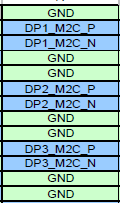 GND
DP1_M2C_P
DP1_M2C_N
GND
GND
DP2_M2C_P
DP2_M2C_N
GND
GND
DP3_M2C_P
DP3_M2C_N
GND
GND